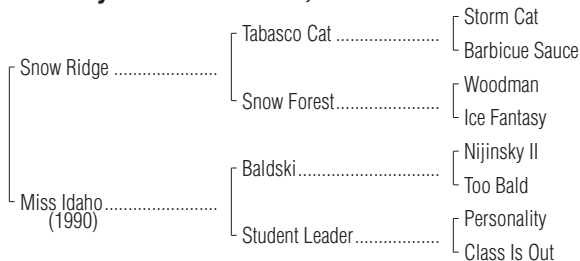 Storm Cat
Tabasco Cat ......................
Barbicue Sauce
Snow Ridge ......................
Woodman
Snow Forest......................
Ice Fantasy
Nijinsky II
Baldski.............................
Too Bald
Miss Idaho........................
(1990)
Personality
Student Leader..................
Class Is Out